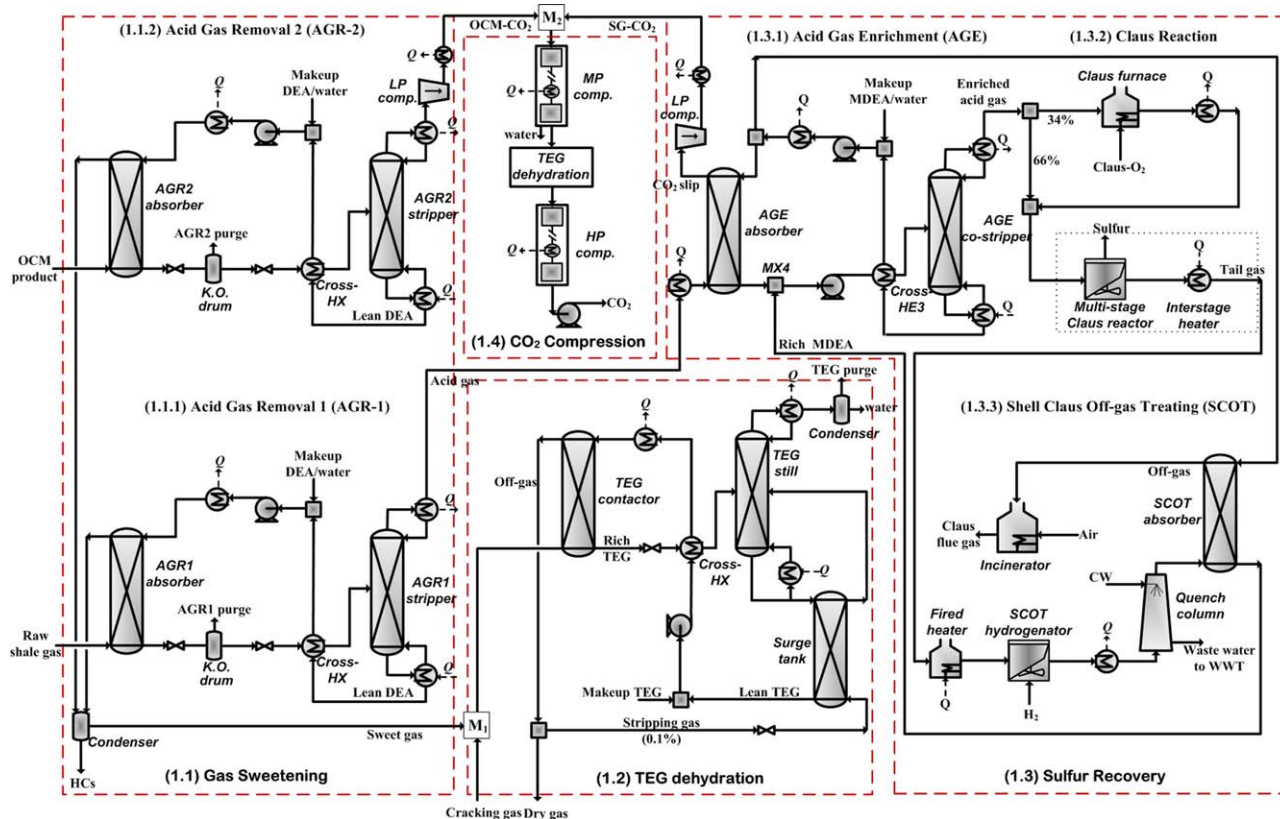 (1.1.2) Acid Gas Removal 2 (AGR-2)
OCM-CO₂
M₂
SG-CO₂
(1.3.1) Acid Gas Enrichment (AGE)
(1.3.2) Claus Reaction
Q
Makeup
DEA/water
LP
comp.
Q
Q
AGR2
absorber
AGR2
stripper
AGR2 purge
OCM
product
K.O.
drum
Cross-
HX
Q
Lean DEA
Q
MP
comp.
water
TEG
dehydration
Q
HP
comp.
CO₂
(1.4) CO₂ Compression
Q
LP
comp.
CO₂ slip
Q
Makeup
MDEA/water
Enriched
acid gas
Q
34%
66%
Claus furnace
Q
Claus-O₂
AGE
absorber
AGE
co-stripper
Q
MX4
Cross-
HE3
Q
Rich MDEA
Sulfur
Q
Tail gas
Multi-stage
Claus reactor
Interstage
heater
Acid gas
(1.1.1) Acid Gas Removal 1 (AGR-1)
Q
Makeup
DEA/water
Q
AGR1
absorber
AGR1
stripper
AGR1 purge
Raw
shale gas
K.O.
drum
Cross-
HX
Q
Lean DEA
Condenser
Sweet gas
M₁
HCs
(1.1) Gas Sweetening
TEG purge
Q
Q
water
Condenser
Off-gas
TEG
contactor
TEG
still
Rich
TEG
Cross-
HX
Q
Surge
tank
Makeup TEG
Lean TEG
Stripping gas
(0.1%)
(1.2) TEG dehydration
Cracking gas
Dry gas
(1.3.3) Shell Claus Off-gas Treating (SCOT)
Off-gas
SCOT
absorber
Claus
flue gas
Air
Incinerator
CW
Quench
column
Fired
heater
SCOT
hydrogenator
Q
Waste water
to WWT
Q
H₂
(1.3) Sulfur Recovery